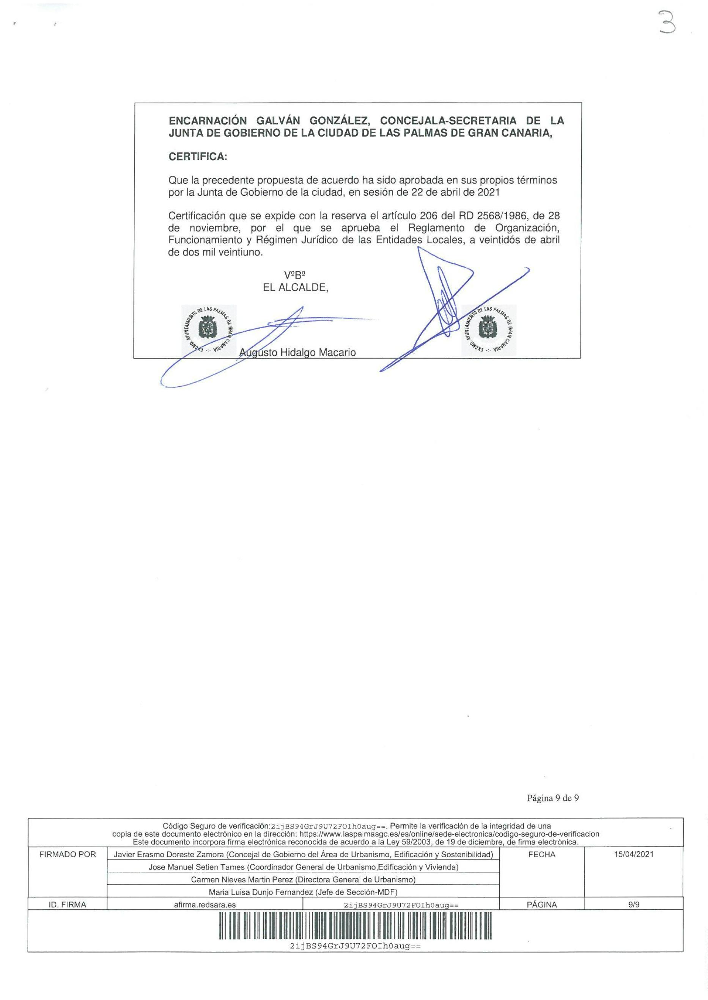 3
ENCARNACIÓN GALVÁN GONZÁLEZ, CONCEJALA-SECRETARIA DE LA
JUNTA DE GOBIERNO DE LA CIUDAD DE LAS PALMAS DE GRAN CANARIA,
CERTIFICA:
Que la precedente propuesta de acuerdo ha sido aprobada en sus propios términos
por la Junta de Gobierno de la ciudad, en sesión de 22 de abril de 2021
Certificación que se expide con la reserva el artículo 206 del RD 2568/1986, de 28
de noviembre, por el que se aprueba el Reglamento de Organización,
Funcionamiento y Régimen Jurídico de las Entidades Locales, a veintidós de abril
de dos mil veintiuno.
VºBº
EL ALCALDE,
EXCMO. AYUNTAMIENTO DE LAS PALMAS DE GRAN CANARIA
EXCMO. AYUNTAMIENTO DE LAS PALMAS DE GRAN CANARIA
Augusto Hidalgo Macario
Página 9 de 9
Código Seguro de verificación:2ijBS94GrJ9U72FOIh0aug==. Permite la verificación de la integridad de una
copia de este documento electrónico en la dirección: https://www.laspalmasgc.es/es/online/sede-electronica/codigo-seguro-de-verificacion
Este documento incorpora firma electrónica reconocida de acuerdo a la Ley 59/2003, de 19 de diciembre, de firma electrónica.
FIRMADO POR Javier Erasmo Doreste Zamora (Concejal de Gobierno del Área de Urbanismo, Edificación y Sostenibilidad) FECHA 15/04/2021
Jose Manuel Setien Tames (Coordinador General de Urbanismo,Edificación y Vivienda)
Carmen Nieves Martin Perez (Directora General de Urbanismo)
Maria Luisa Dunjo Fernandez (Jefe de Sección-MDF)
ID. FIRMA afirma.redsara.es 2ijBS94GrJ9U72FOIh0aug== PÁGINA 9/9
2ijBS94GrJ9U72FOIh0aug==